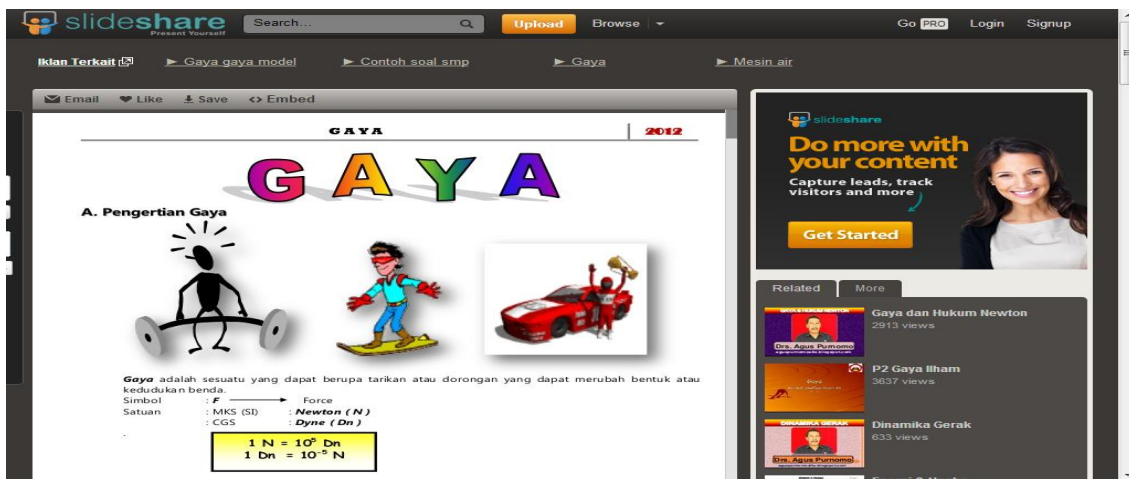 slideshare
Present Yourself
Search...
Upload
Browse
Go PRO
Login
Signup
Iklan Terkait
► Gaya gaya model
► Contoh soal smp
► Gaya
► Mesin air
Email
Like
Save
<> Embed
GAYA
2012
GAYA
A. Pengertian Gaya
Gaya adalah sesuatu yang dapat berupa tarikan atau dorongan yang dapat merubah bentuk atau
kedudukan benda.
Simbol : F → Force
Satuan : MKS (SI) : Newton ( N )
: CGS : Dyne ( Dn )
.
1 N = 10⁵ Dn
1 Dn = 10⁻⁵ N
slideshare
Do more with
your content
Capture leads, track
visitors and more
Get Started
Related
More
Drs. Agus Purnomo
Gaya dan Hukum Newton
2913 views
P2 Gaya Ilham
3637 views
DINAMIKA GERAK
Drs. Agus Purnomo
Dinamika Gerak
633 views